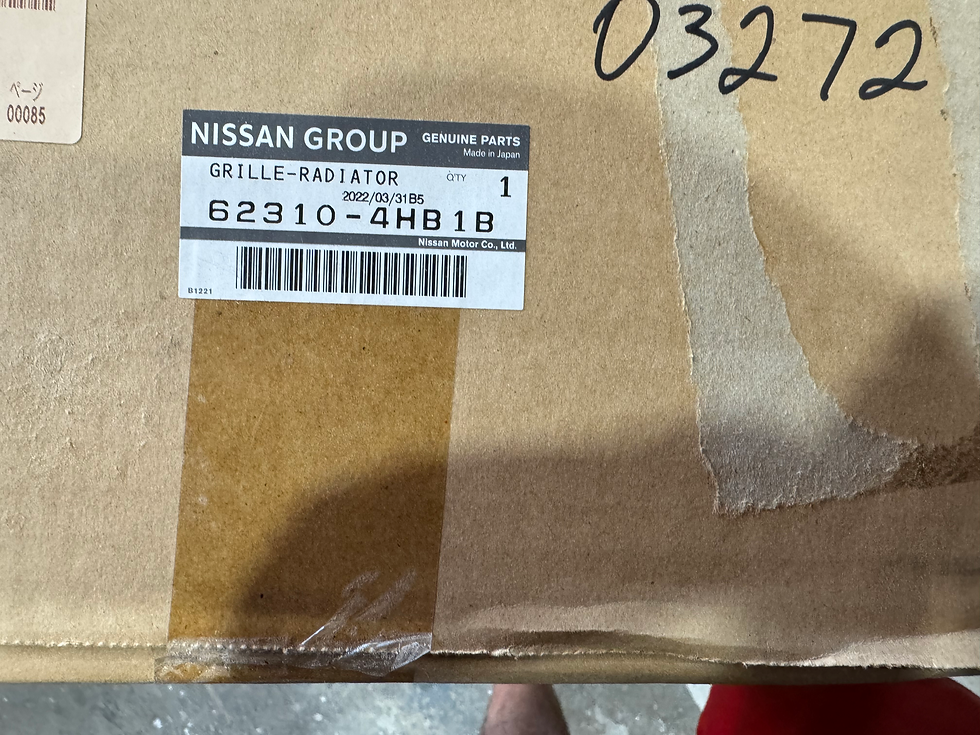 03272
ページ
00085
NISSAN GROUP GENUINE PARTS
Made in Japan
GRILLE-RADIATOR Q'TY 1
2022/03/31B5
62310-4HB1B
Nissan Motor Co., Ltd.
B1221